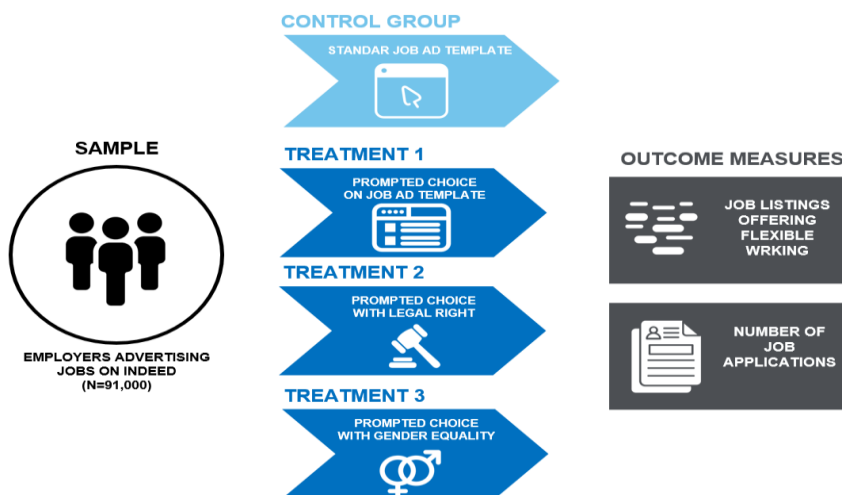 SAMPLE
EMPLOYERS ADVERTISING
JOBS ON INDEED
(N=91,000)
CONTROL GROUP
STANDAR JOB AD TEMPLATE
TREATMENT 1
PROMPTED CHOICE
ON JOB AD TEMPLATE
TREATMENT 2
PROMPTED CHOICE
WITH LEGAL RIGHT
TREATMENT 3
PROMPTED CHOICE
WITH GENDER EQUALITY
OUTCOME MEASURES
JOB LISTINGS
OFFERING
FLEXIBLE
WRKING
NUMBER OF
JOB
APPLICATIONS